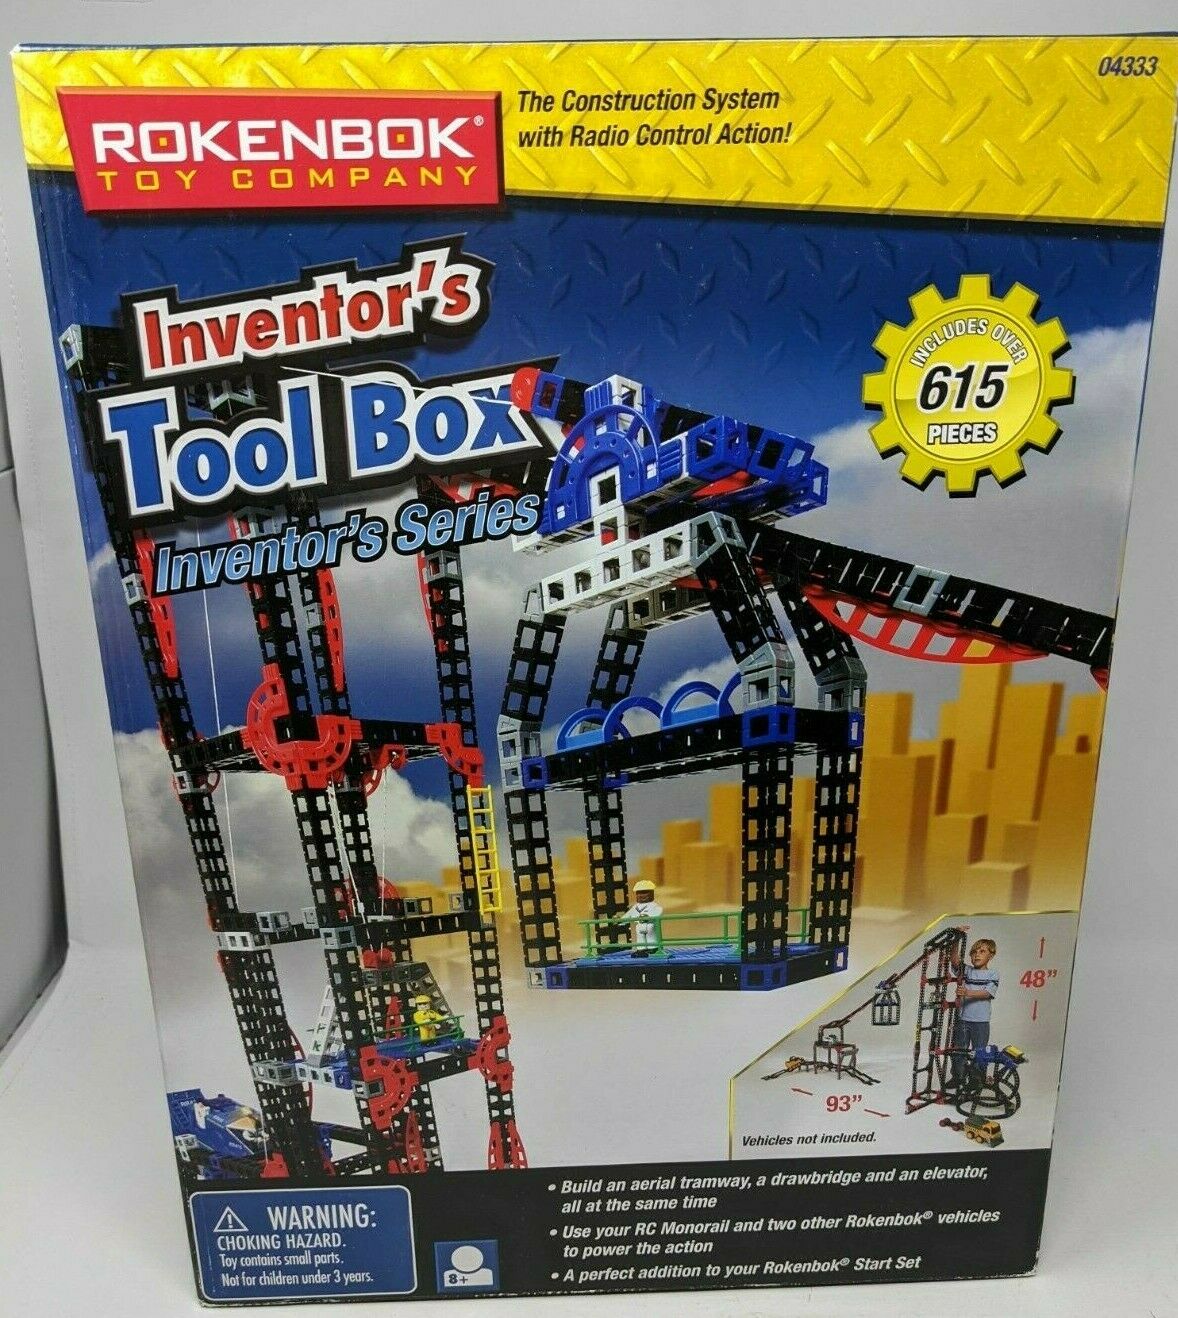 04333
ROKENBOK®
TOY COMPANY
The Construction System
with Radio Control Action!
Inventor's
Tool Box
Inventor's Series
INCLUDES OVER
615
PIECES
48"
93"
Vehicles not included.
• Build an aerial tramway, a drawbridge and an elevator,
all at the same time
• Use your RC Monorail and two other Rokenbok® vehicles
to power the action
• A perfect addition to your Rokenbok® Start Set
WARNING:
CHOKING HAZARD.
Toy contains small parts.
Not for children under 3 years.
8+